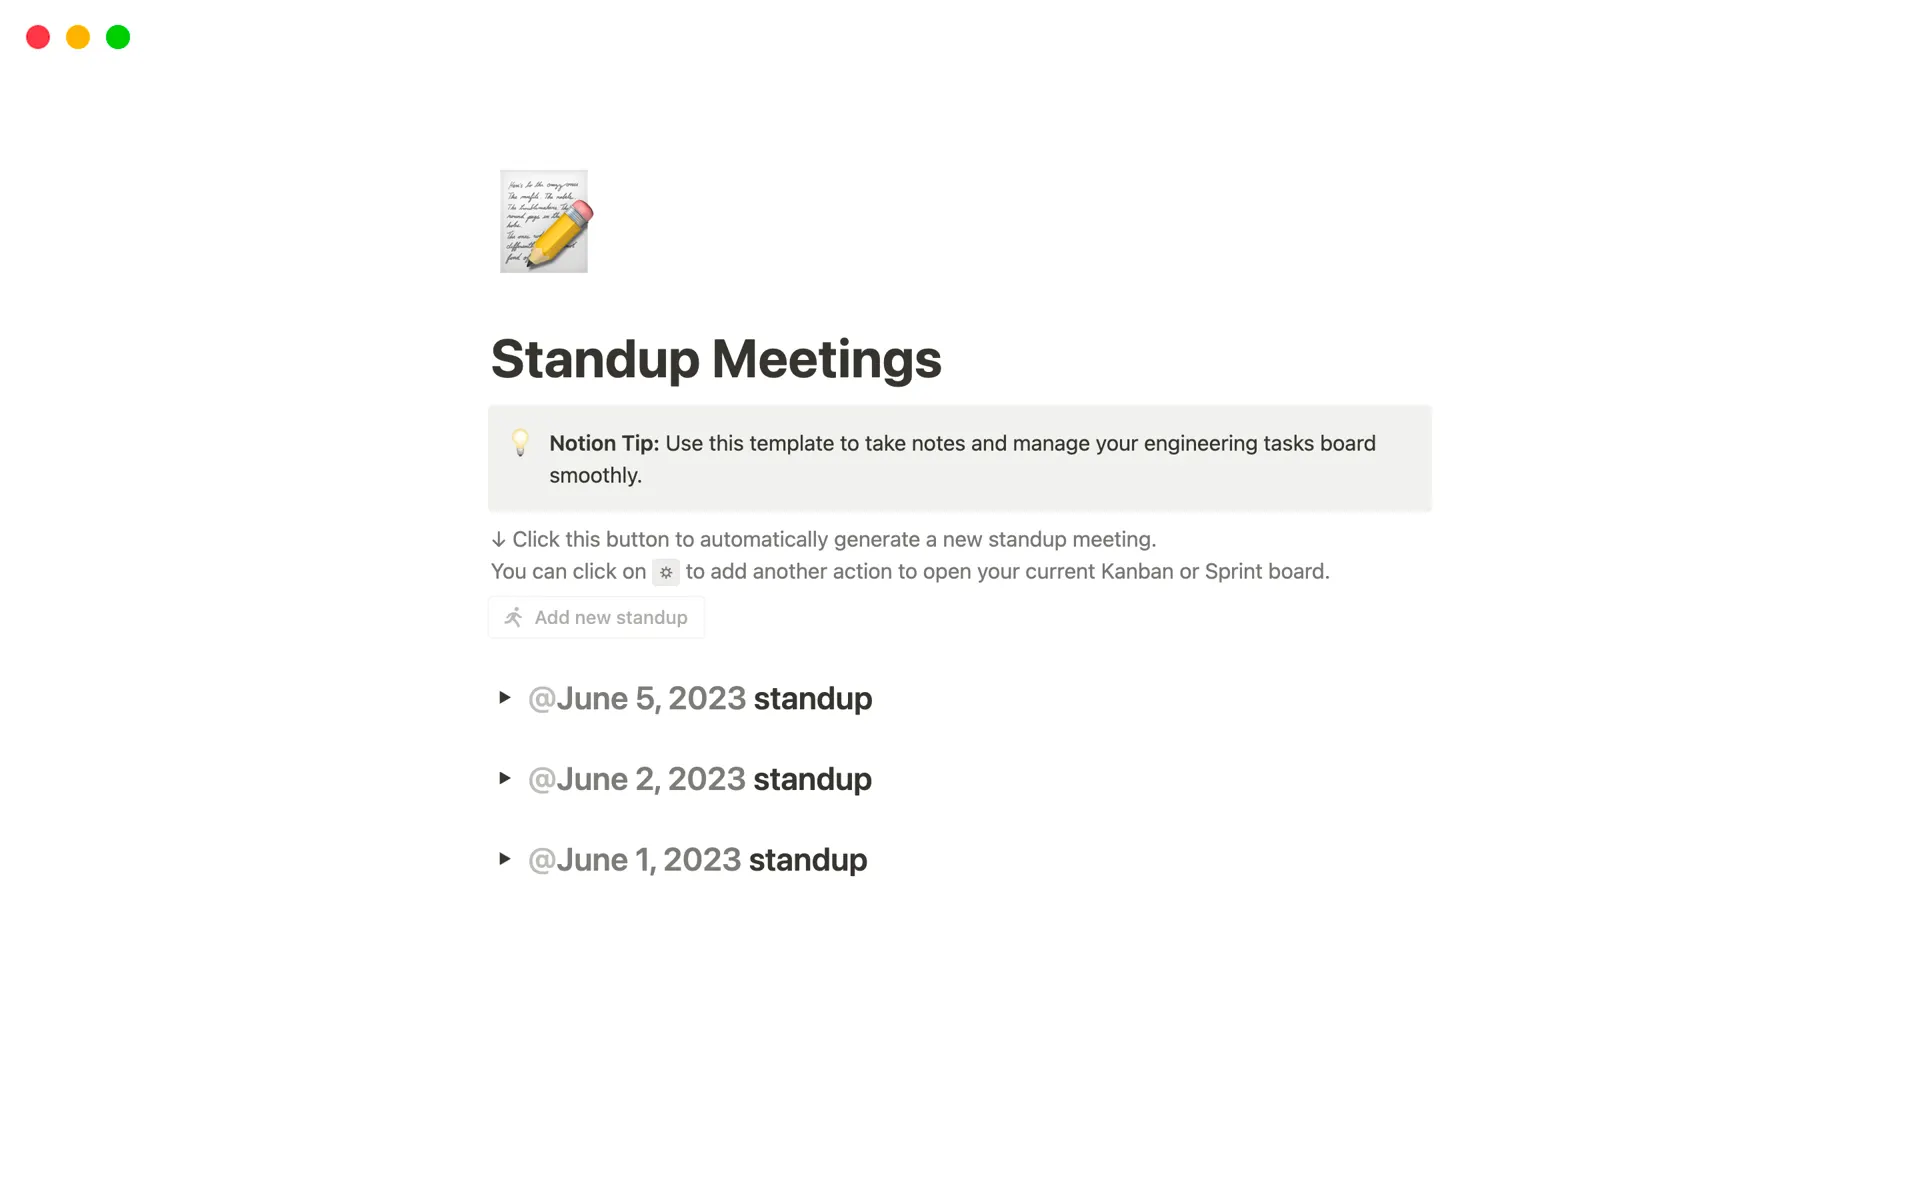 Standup Meetings
Notion Tip: Use this template to take notes and manage your engineering tasks board
smoothly.
↓ Click this button to automatically generate a new standup meeting.
You can click on to add another action to open your current Kanban or Sprint board.
Add new standup
@June 5, 2023 standup
@June 2, 2023 standup
@June 1, 2023 standup